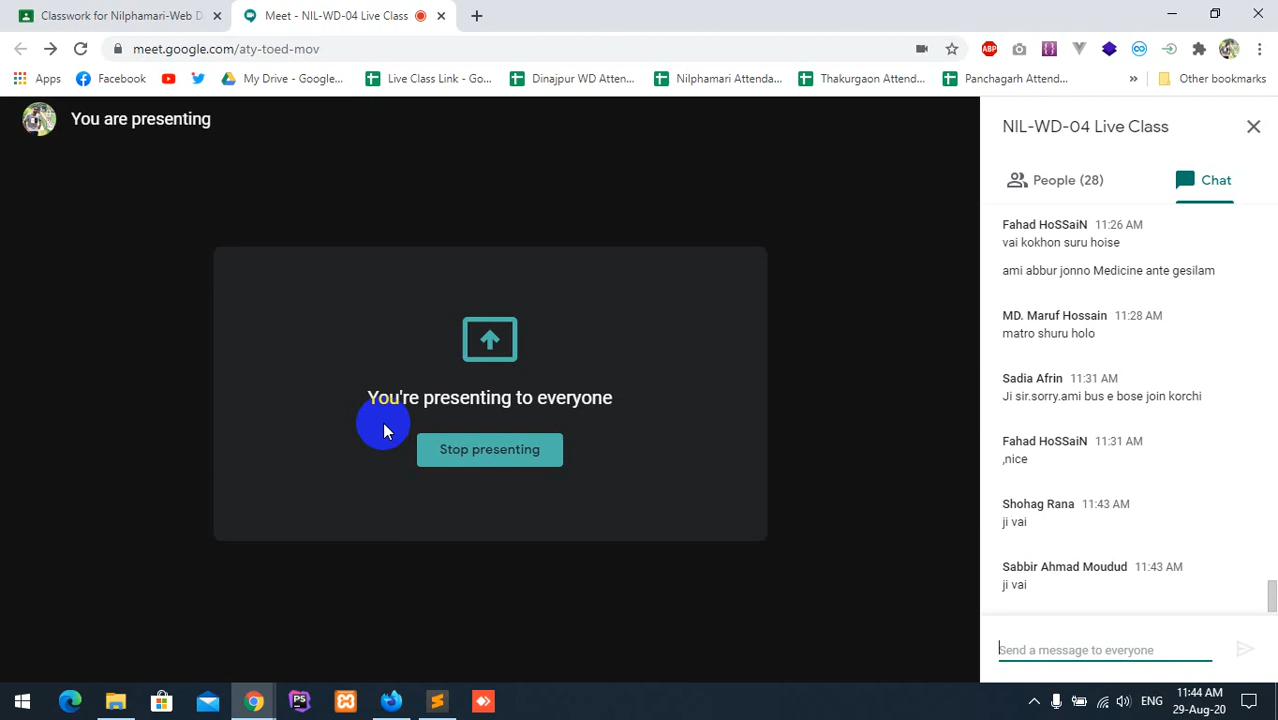 Classwork for Nilphamari-Web D
Meet - NIL-WD-04 Live Class
meet.google.com/aty-toed-mov
ABP
Apps
Facebook
My Drive - Google...
Live Class Link - Go...
Dinajpur WD Atten...
Nilphamari Attenda...
Thakurgaon Attend...
Panchagarh Attend...
»
Other bookmarks
You are presenting
NIL-WD-04 Live Class
People (28)
Chat
Fahad HoSSaiN 11:26 AM
vai kokhon suru hoise
ami abbur jonno Medicine ante gesilam
MD. Maruf Hossain 11:28 AM
matro shuru holo
Sadia Afrin 11:31 AM
Ji sir.sorry.ami bus e bose join korchi
Fahad HoSSaiN 11:31 AM
,nice
Shohag Rana 11:43 AM
ji vai
Sabbir Ahmad Moudud 11:43 AM
ji vai
You're presenting to everyone
Stop presenting
Send a message to everyone
PS
ENG
11:44 AM
29-Aug-20